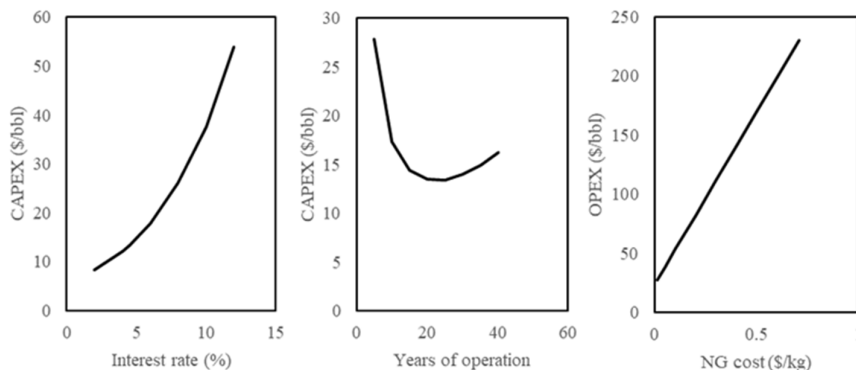 60
50
40
30
20
10
0
CAPEX ($/bbl)
0 5 10 15
Interest rate (%)
30
25
20
15
10
5
0
CAPEX ($/bbl)
0 20 40 60
Years of operation
250
200
150
100
50
0
OPEX ($/bbl)
0 0.5
NG cost ($/kg)